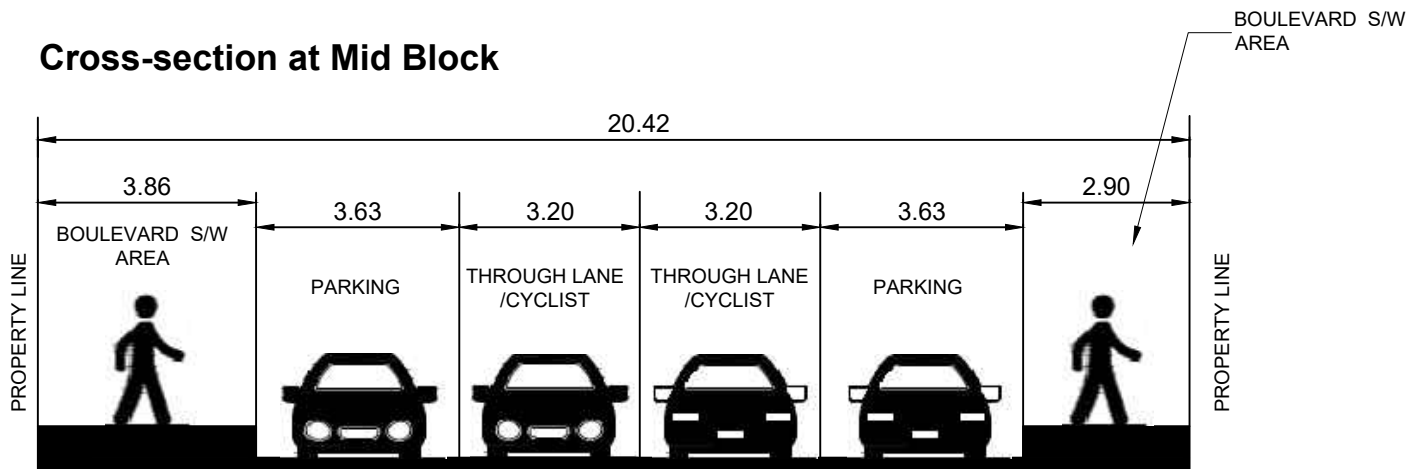 BOULEVARD S/W
AREA
Cross-section at Mid Block
20.42
3.86
2.90
3.63
3.20
3.20
3.63
BOULEVARD S/W
AREA
PARKING
THROUGH LANE
/CYCLIST
THROUGH LANE
/CYCLIST
PARKING
PROPERTY LINE
PROPERTY LINE